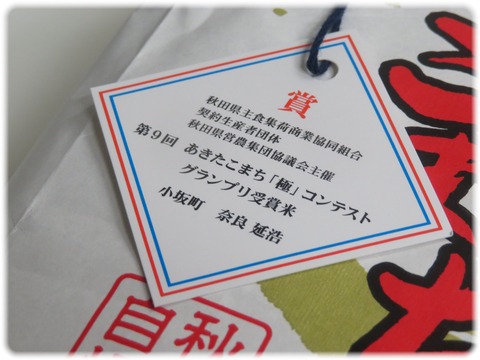 賞
秋田県主食集荷商業協同組合
契約生産者団体
秋田県営農集団協議会主催
第９回 あきたこまち「極」コンテスト
グランプリ受賞米
小坂町 奈良 延浩
秋
自